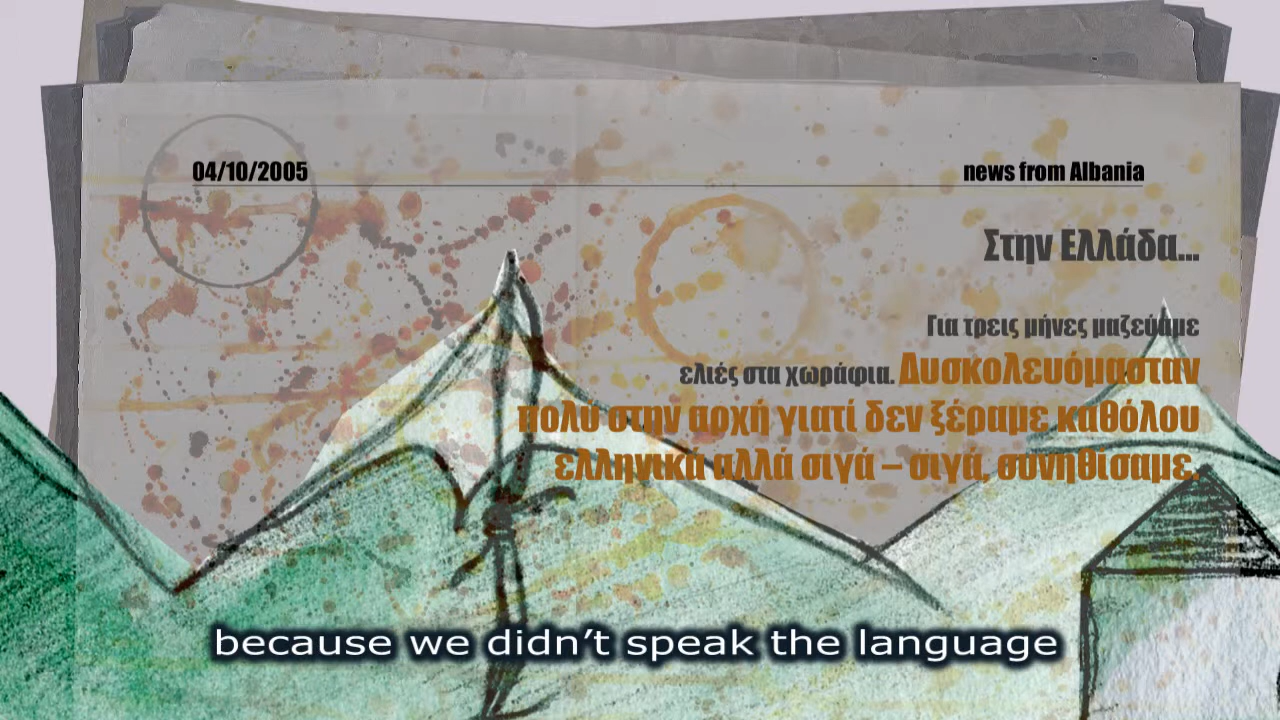 04/10/2005
news from Albania
Στην Ελλάδα...
Για τρεις μήνες μαζεύαμε
ελιές στα χωράφια. Δυσκολευόμασταν
πολύ στην αρχή γιατί δεν ξέραμε καθόλου
ελληνικά αλλά σιγά – σιγά, συνηθίσαμε.
because we didn't speak the language